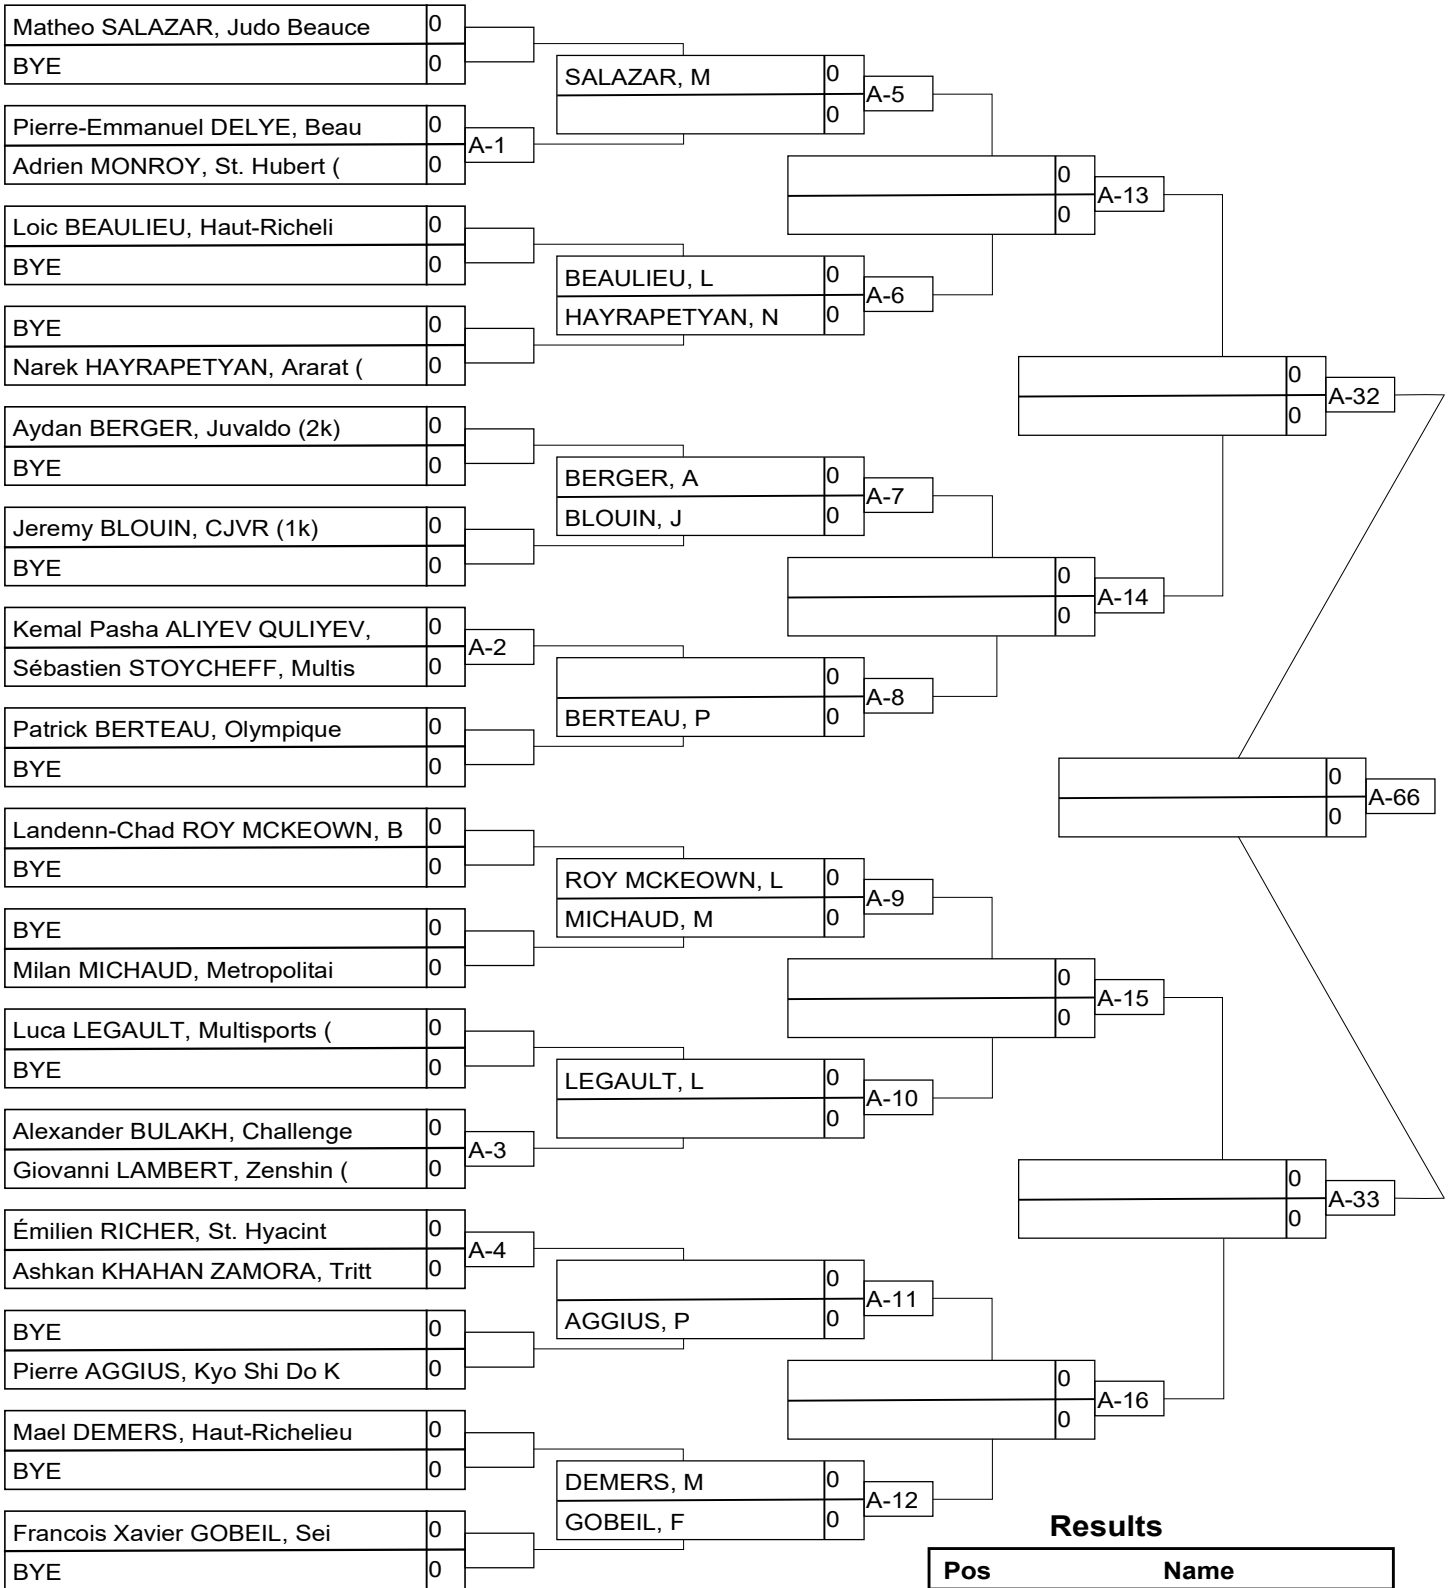 Matheo SALAZAR, Judo Beauce 0
BYE 0
Pierre-Emmanuel DELYE, Beau 0
A-1
Adrien MONROY, St. Hubert ( 0
Loic BEAULIEU, Haut-Richeli 0
BYE 0
BYE 0
Narek HAYRAPETYAN, Ararat ( 0
Aydan BERGER, Juvaldo (2k) 0
BYE 0
Jeremy BLOUIN, CJVR (1k) 0
BYE 0
Kemal Pasha ALIYEV QULIYEV, 0
A-2
Sébastien STOYCHEFF, Multis 0
Patrick BERTEAU, Olympique 0
BYE 0
Landenn-Chad ROY MCKEOWN, B 0
BYE 0
BYE 0
Milan MICHAUD, Metropolitai 0
Luca LEGAULT, Multisports ( 0
BYE 0
Alexander BULAKH, Challenge 0
A-3
Giovanni LAMBERT, Zenshin ( 0
Émilien RICHER, St. Hyacint 0
A-4
Ashkan KHAHAN ZAMORA, Tritt 0
BYE 0
Pierre AGGIUS, Kyo Shi Do K 0
Mael DEMERS, Haut-Richelieu 0
BYE 0
Francois Xavier GOBEIL, Sei 0
BYE 0
SALAZAR, M 0
A-5
0
BEAULIEU, L 0
A-6
HAYRAPETYAN, N 0
BERGER, A 0
A-7
BLOUIN, J 0
0
A-8
BERTEAU, P 0
ROY MCKEOWN, L 0
A-9
MICHAUD, M 0
LEGAULT, L 0
A-10
0
0
A-11
AGGIUS, P 0
DEMERS, M 0
A-12
GOBEIL, F 0
0
A-13
0
0
A-14
0
0
A-15
0
0
A-16
0
0
A-32
0
0
A-33
0
0
A-66
0
Results
Pos Name